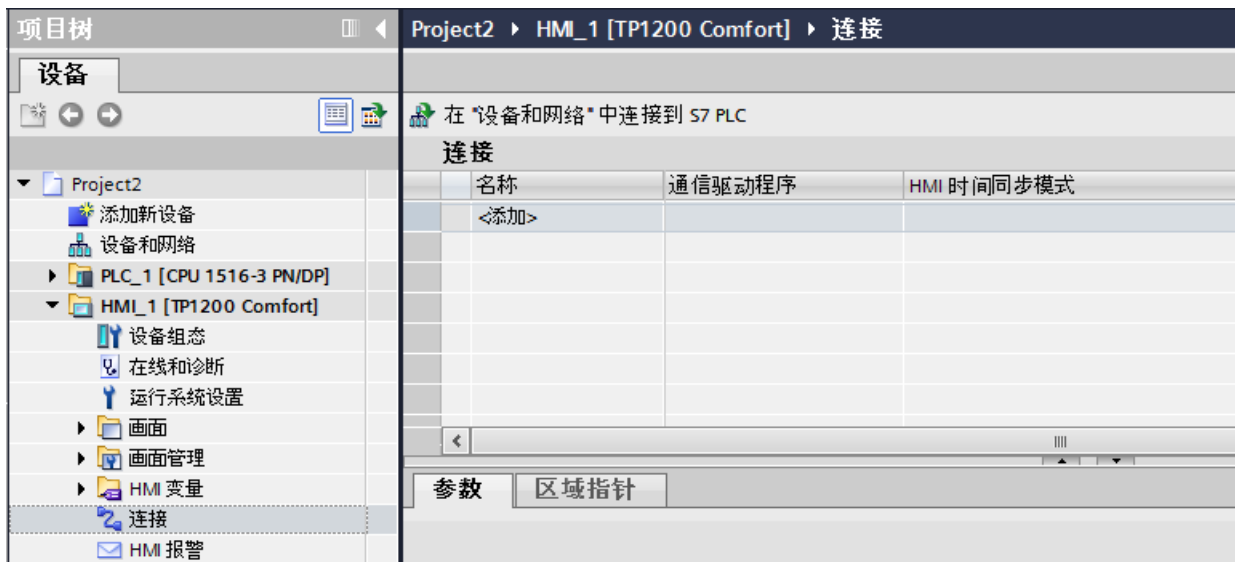 项目树
Project2 ▸ HMI_1 [TP1200 Comfort] ▸ 连接
设备
在 "设备和网络" 中连接到 S7 PLC
连接
名称 通信驱动程序 HMI 时间同步模式
<添加>
Project2
添加新设备
设备和网络
PLC_1 [CPU 1516-3 PN/DP]
HMI_1 [TP1200 Comfort]
设备组态
在线和诊断
运行系统设置
画面
画面管理
HMI 变量
连接
HMI 报警
参数 区域指针